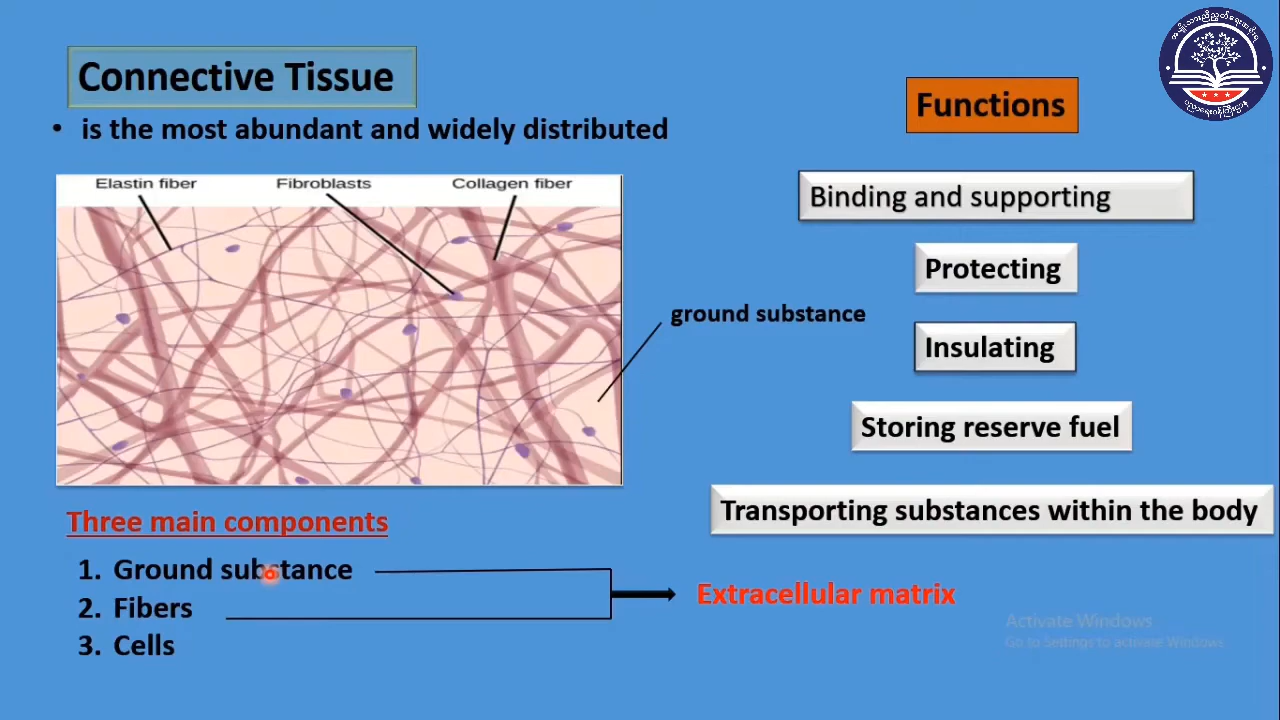 Connective Tissue
• is the most abundant and widely distributed
Elastin fiber
Fibroblasts
Collagen fiber
ground substance
Three main components
1. Ground substance
2. Fibers
3. Cells
Extracellular matrix
Functions
Binding and supporting
Protecting
Insulating
Storing reserve fuel
Transporting substances within the body
Activate Windows
Go to Settings to activate Windows.